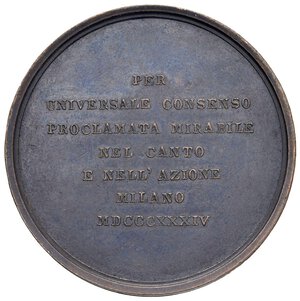 PER
UNIVERSALE CONSENSO
PROCLAMATA MIRABILE
NEL CANTO
E NELL' AZIONE
MILANO
MDCCCXXXIV